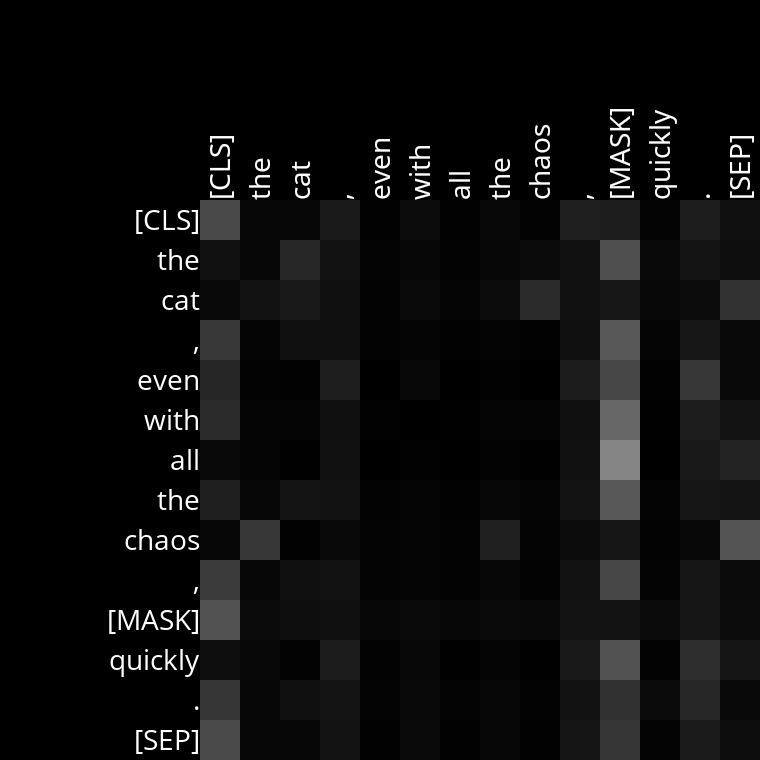 [CLS] the cat , even with all the chaos , [MASK] quickly . [SEP]
[CLS]
the
cat
,
even
with
all
the
chaos
,
[MASK]
quickly
.
[SEP]